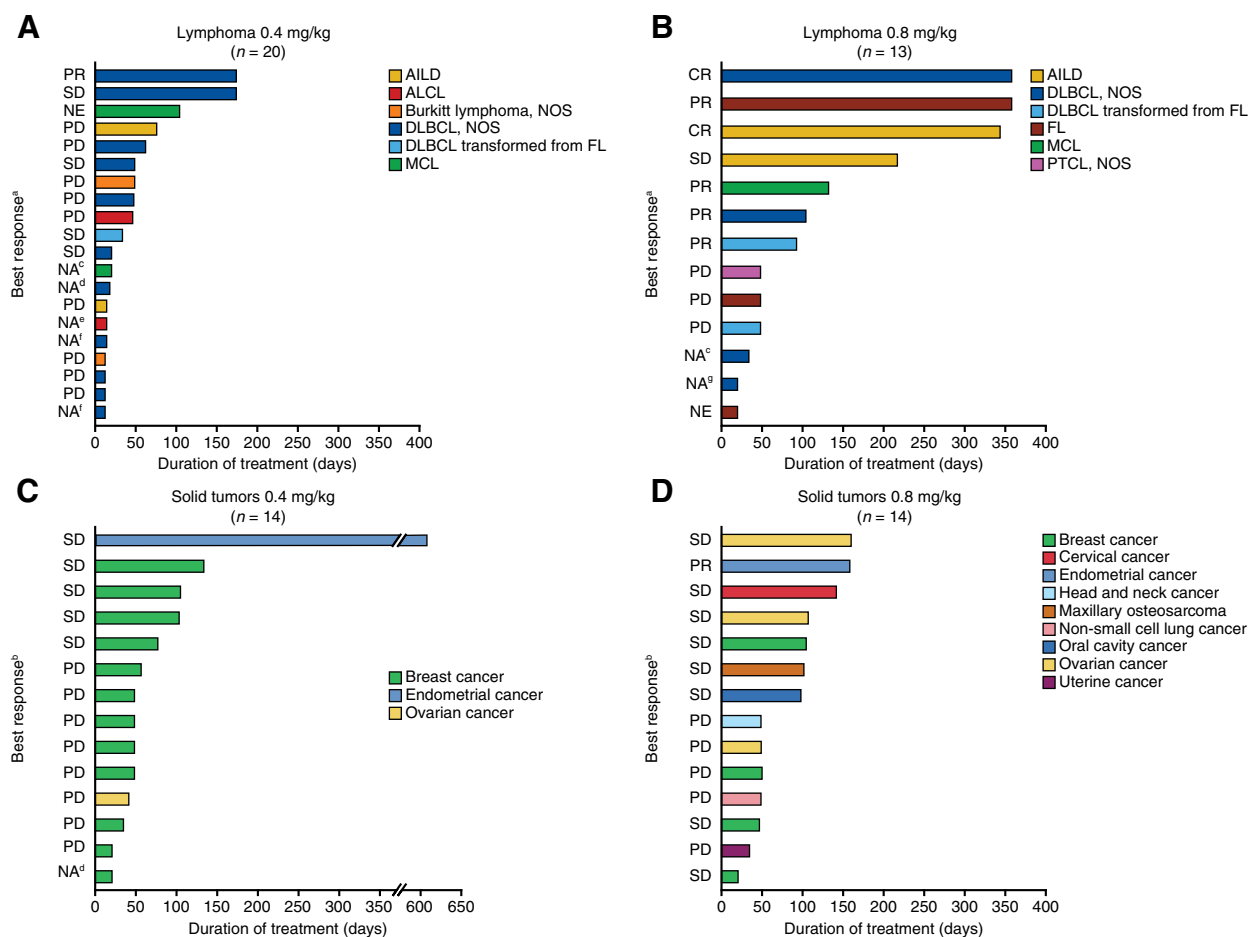 A
Lymphoma 0.4 mg/kg
(n = 20)
Best responseᵃ
PR
SD
NE
PD
PD
SD
PD
PD
PD
SD
SD
NAᶜ
NAᵈ
PD
NAᵉ
NAᶠ
PD
PD
PD
NAᶠ
AILD
ALCL
Burkitt lymphoma, NOS
DLBCL, NOS
DLBCL transformed from FL
MCL
0 50 100 150 200 250 300 350 400
Duration of treatment (days)
B
Lymphoma 0.8 mg/kg
(n = 13)
Best responseᵃ
CR
PR
CR
SD
PR
PR
PR
PD
PD
PD
NAᶜ
NAᵍ
NE
AILD
DLBCL, NOS
DLBCL transformed from FL
FL
MCL
PTCL, NOS
0 50 100 150 200 250 300 350 400
Duration of treatment (days)
C
Solid tumors 0.4 mg/kg
(n = 14)
Best responseᵇ
SD
SD
SD
SD
SD
PD
PD
PD
PD
PD
PD
PD
PD
NAᵈ
Breast cancer
Endometrial cancer
Ovarian cancer
0 50 100 150 200 250 300 350 600 650
Duration of treatment (days)
D
Solid tumors 0.8 mg/kg
(n = 14)
Best responseᵇ
SD
PR
SD
SD
SD
SD
SD
PD
PD
PD
PD
SD
PD
SD
Breast cancer
Cervical cancer
Endometrial cancer
Head and neck cancer
Maxillary osteosarcoma
Non-small cell lung cancer
Oral cavity cancer
Ovarian cancer
Uterine cancer
0 50 100 150 200 250 300 350 400
Duration of treatment (days)